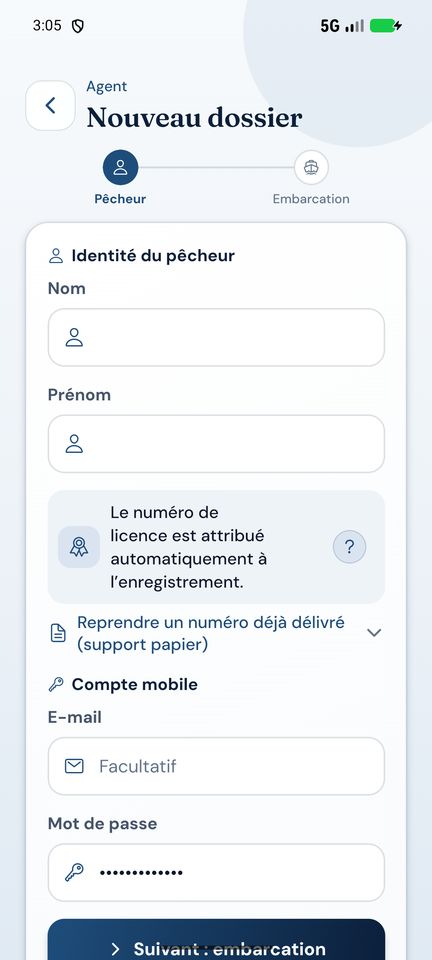 3:05
5G
Agent
Nouveau dossier
Pêcheur
Embarcation
Identité du pêcheur
Nom
Prénom
Le numéro de
licence est attribué
automatiquement à
l'enregistrement.
?
Reprendre un numéro déjà délivré
(support papier)
Compte mobile
E-mail
Facultatif
Mot de passe
•••••••••••••
Suivant : embarcation